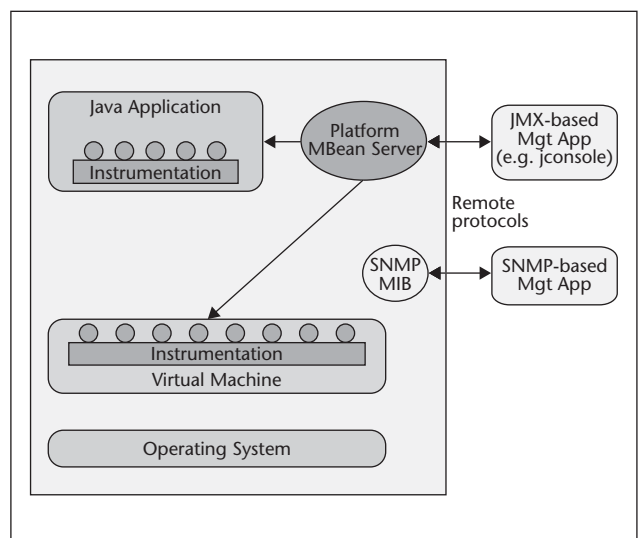 Java Application
Instrumentation
Platform
MBean Server
JMX-based
Mgt App
(e.g. jconsole)
Remote
protocols
SNMP
MIB
SNMP-based
Mgt App
Instrumentation
Virtual Machine
Operating System